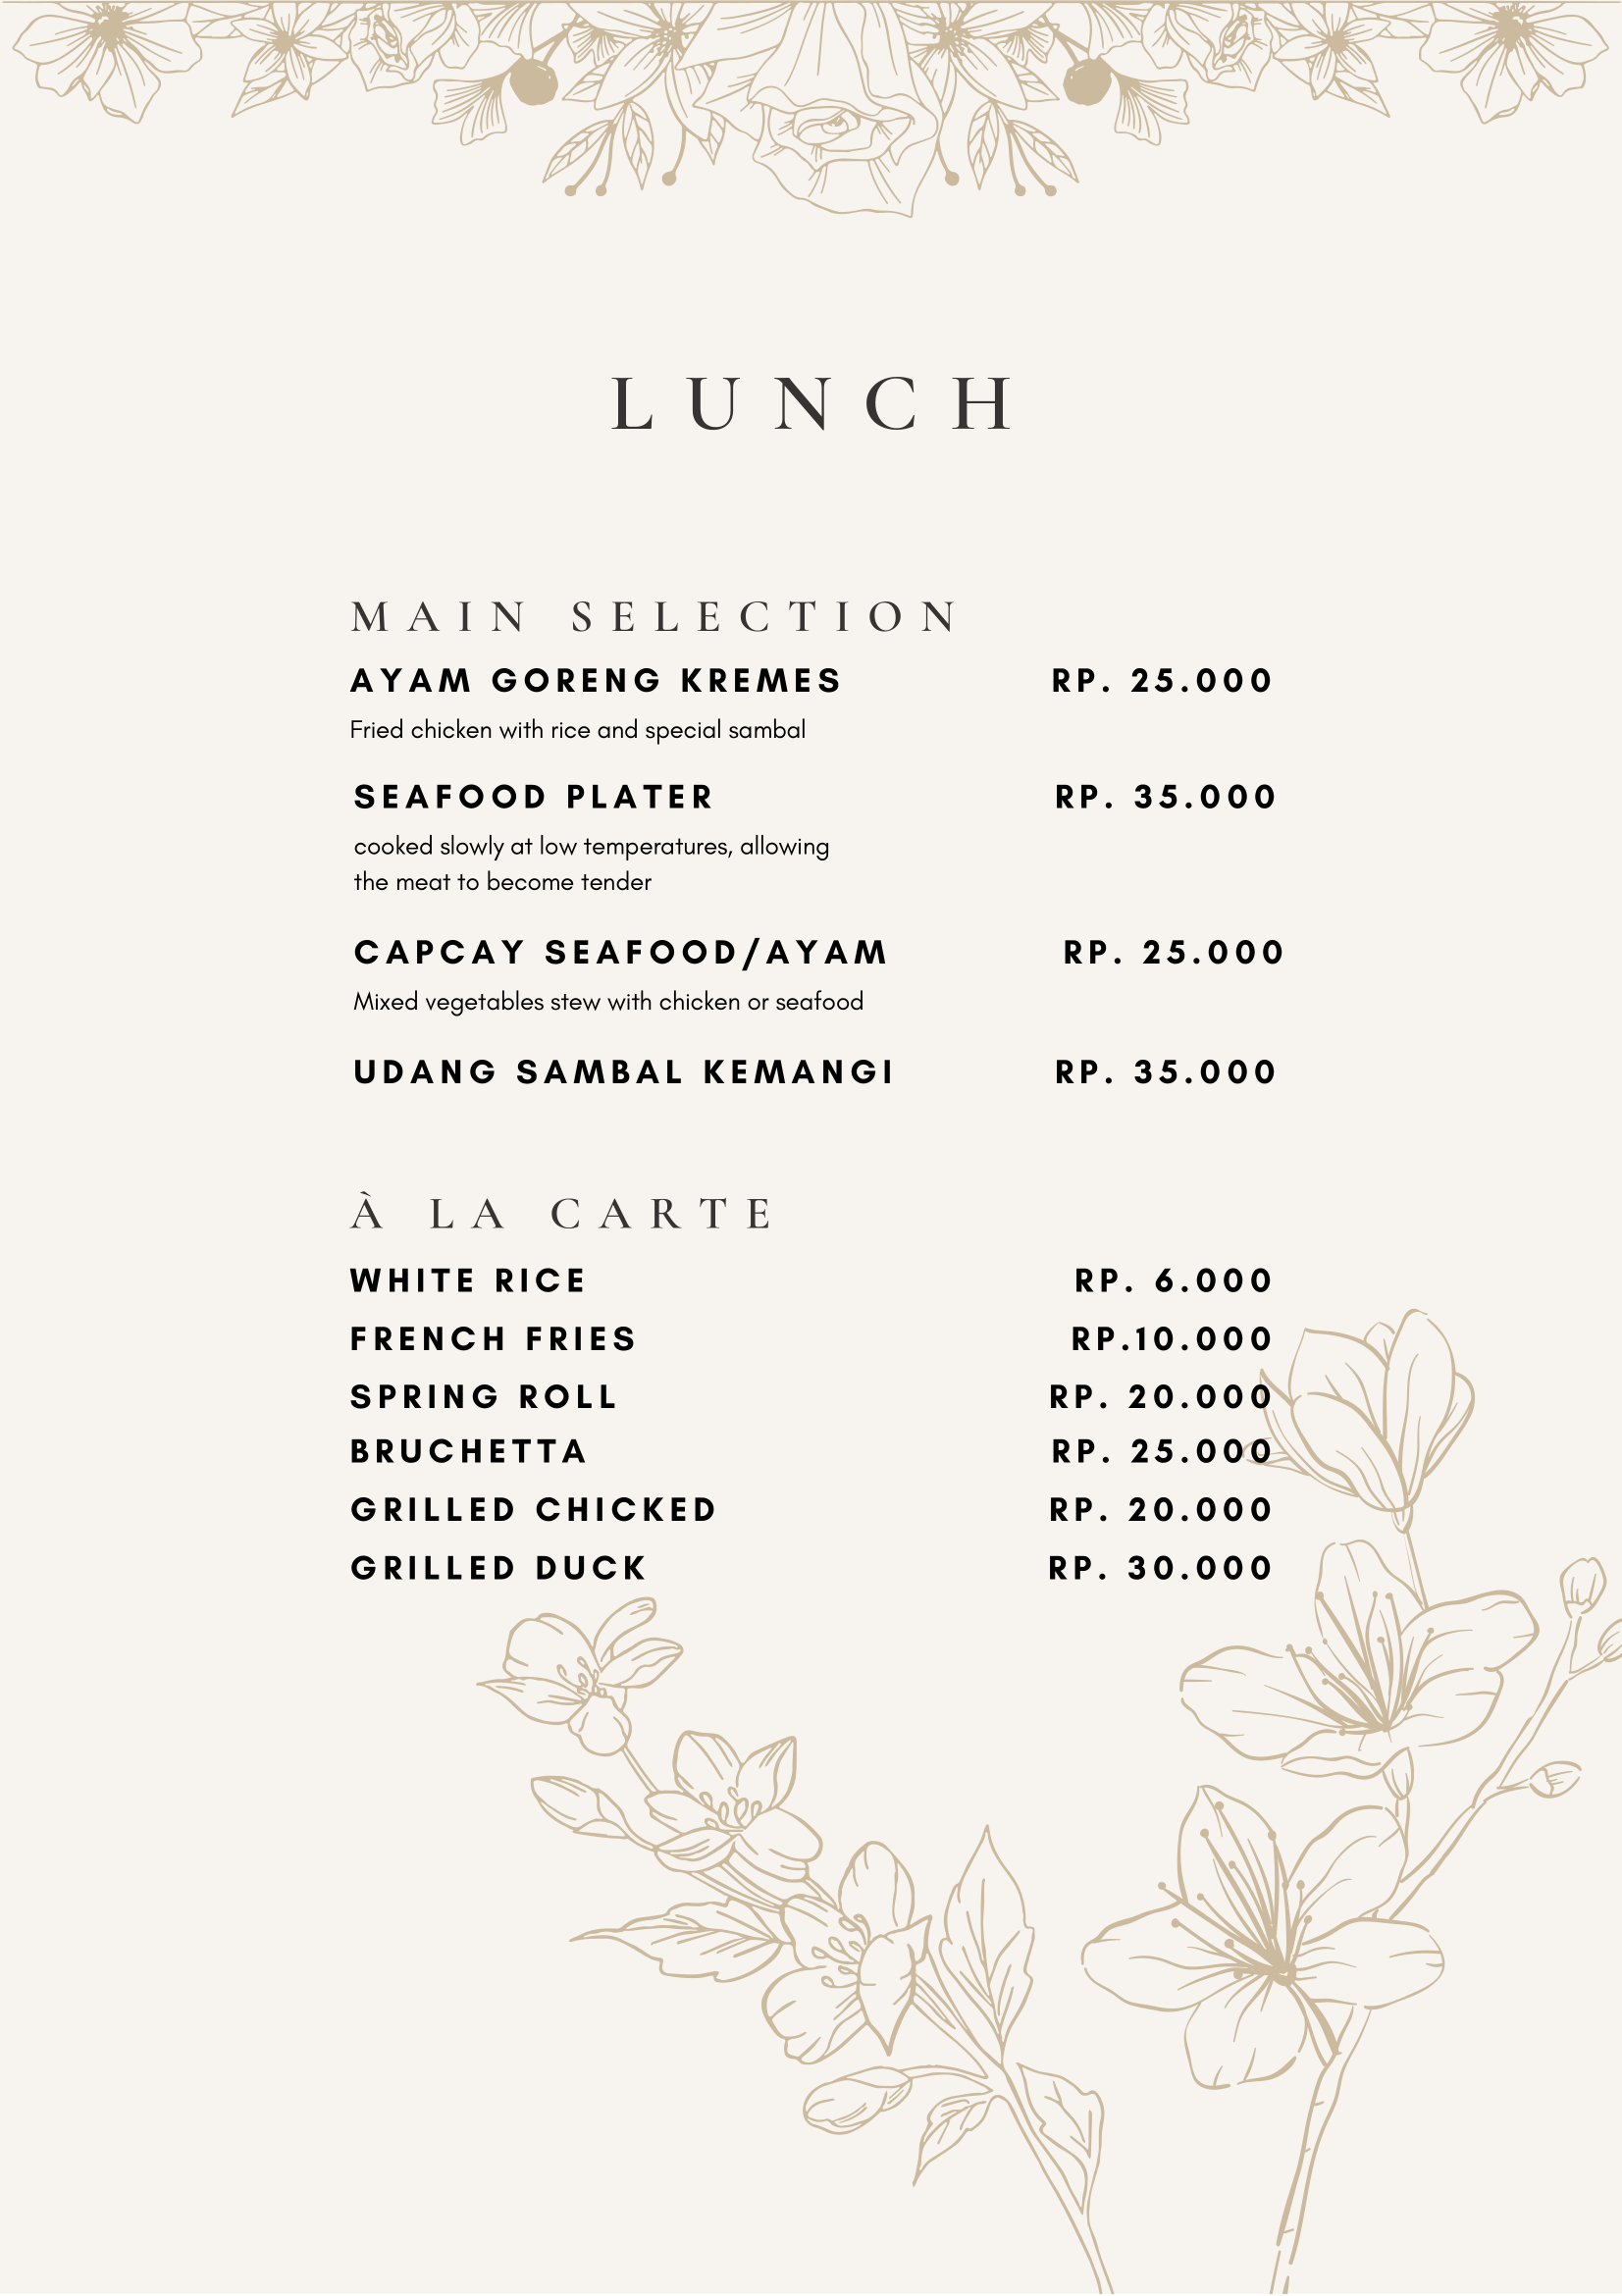 LUNCH
MAIN SELECTION
AYAM GORENG KREMES RP. 25.000
Fried chicken with rice and special sambal
SEAFOOD PLATER RP. 35.000
cooked slowly at low temperatures, allowing
the meat to become tender
CAPCAY SEAFOOD/AYAM RP. 25.000
Mixed vegetables stew with chicken or seafood
UDANG SAMBAL KEMANGI RP. 35.000
À LA CARTE
WHITE RICE RP. 6.000
FRENCH FRIES RP.10.000
SPRING ROLL RP. 20.000
BRUCHETTA RP. 25.000
GRILLED CHICKED RP. 20.000
GRILLED DUCK RP. 30.000